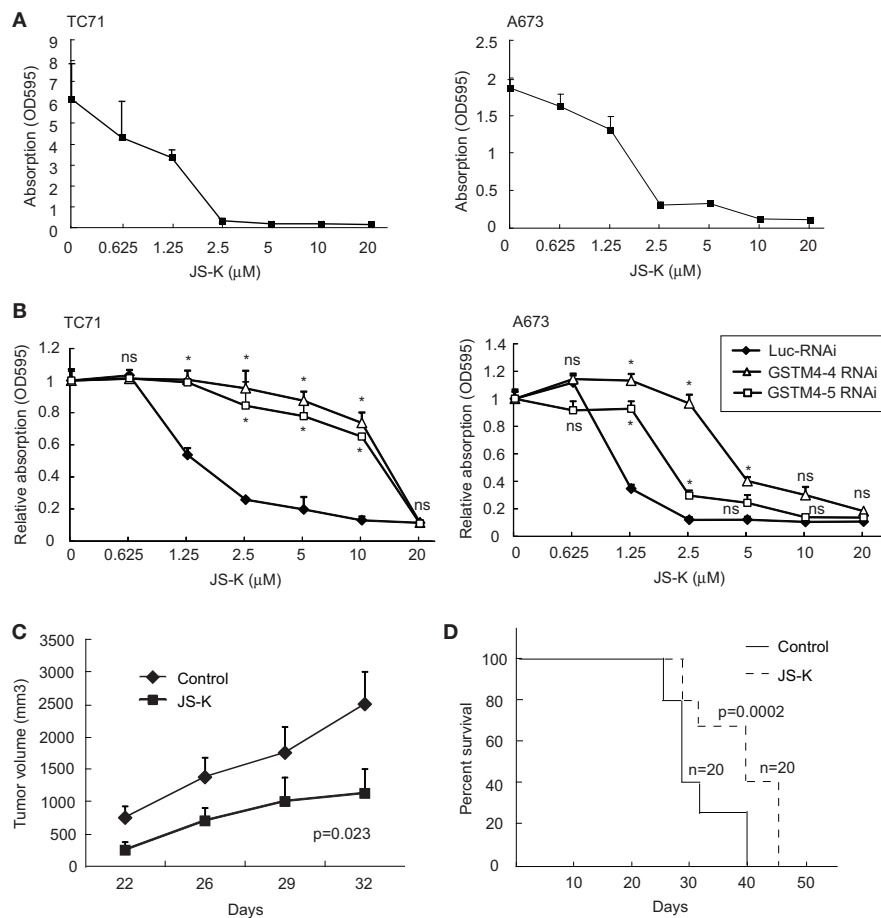 A
TC71
9
8
7
6
5
4
3
2
1
0
Absorption (OD595)
0 0.625 1.25 2.5 5 10 20
JS-K (μM)
A673
2.5
2
1.5
1
0.5
0
Absorption (OD595)
0 0.625 1.25 2.5 5 10 20
JS-K (μM)
B
TC71
1.2
1
0.8
0.6
0.4
0.2
0
Relative absorption (OD595)
ns * * * * * * * ns
0 0.625 1.25 2.5 5 10 20
JS-K (μM)
A673
1.4
1.2
1.0
0.8
0.6
0.4
0.2
0
Relative absorption (OD595)
ns * * ns * * * ns ns ns ns
0 0.625 1.25 2.5 5 10 20
JS-K (μM)
Luc-RNAi
GSTM4-4 RNAi
GSTM4-5 RNAi
C
3500
3000
2500
2000
1500
1000
500
0
Tumor volume (mm3)
Control
JS-K
p=0.023
22 26 29 32
Days
D
Control
JS-K
100
80
60
40
20
Percent survival
p=0.0002
n=20 n=20
10 20 30 40 50
Days